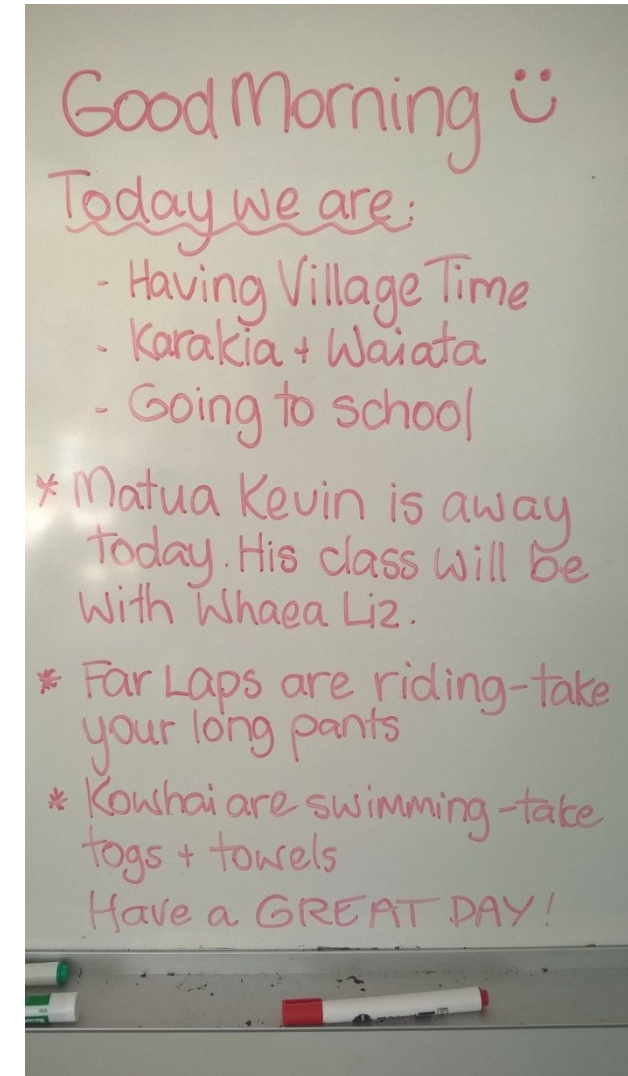 Good Morning
Today we are:
- Having Village Time
- Karakia + Waiata
- Going to school
* Matua Kevin is away
today. His class will be
with Whaea Liz.
* Far Laps are riding-take
your long pants
* Kowhai are swimming-take
togs + towels
Have a GREAT DAY!